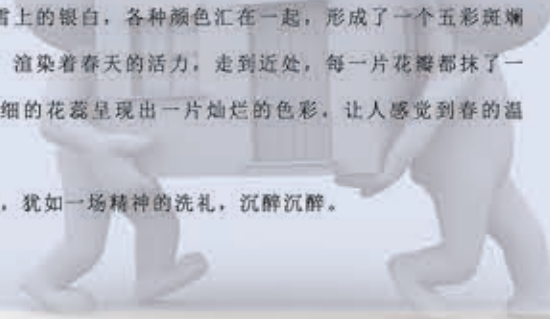 雪上的银白，各种颜色汇在一起，形成了一个五彩斑斓
渲染着春天的活力，走到近处，每一片花瓣都抹了一
细的花蕊呈现出一片灿烂的色彩，让人感觉到春的温
，犹如一场精神的洗礼，沉醉沉醉。